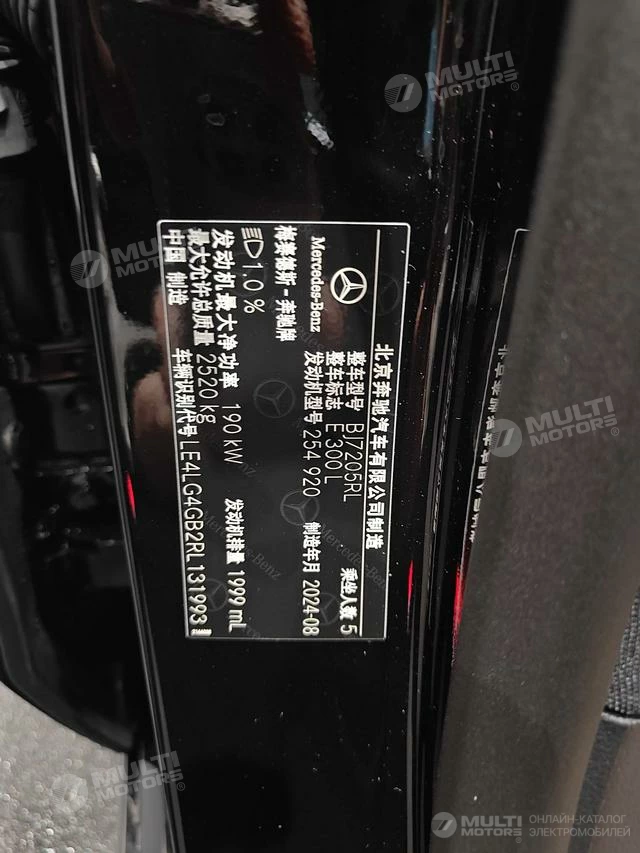 北京奔驰汽车有限公司制造
Mercedes-Benz
梅赛德斯-奔驰牌
整车型号 BJ7205RL
整车标志 E 300 L
发动机型号 254 920
乘坐人数 5
制造年月 2024-08
1.0 %
发动机最大净功率 190 kW 发动机排量 1999 mL
最大允许总质量 2520 kg
中国 制造 车辆识别代号 LE4LG4GB2RL131993
MULTI MOTORS
MULTI MOTORS
MULTI MOTORS
MULTI MOTORS
MULTI MOTORS
MULTI MOTORS
ОНЛАЙН-КАТАЛОГ
ЭЛЕКТРОМОБИЛЕЙ